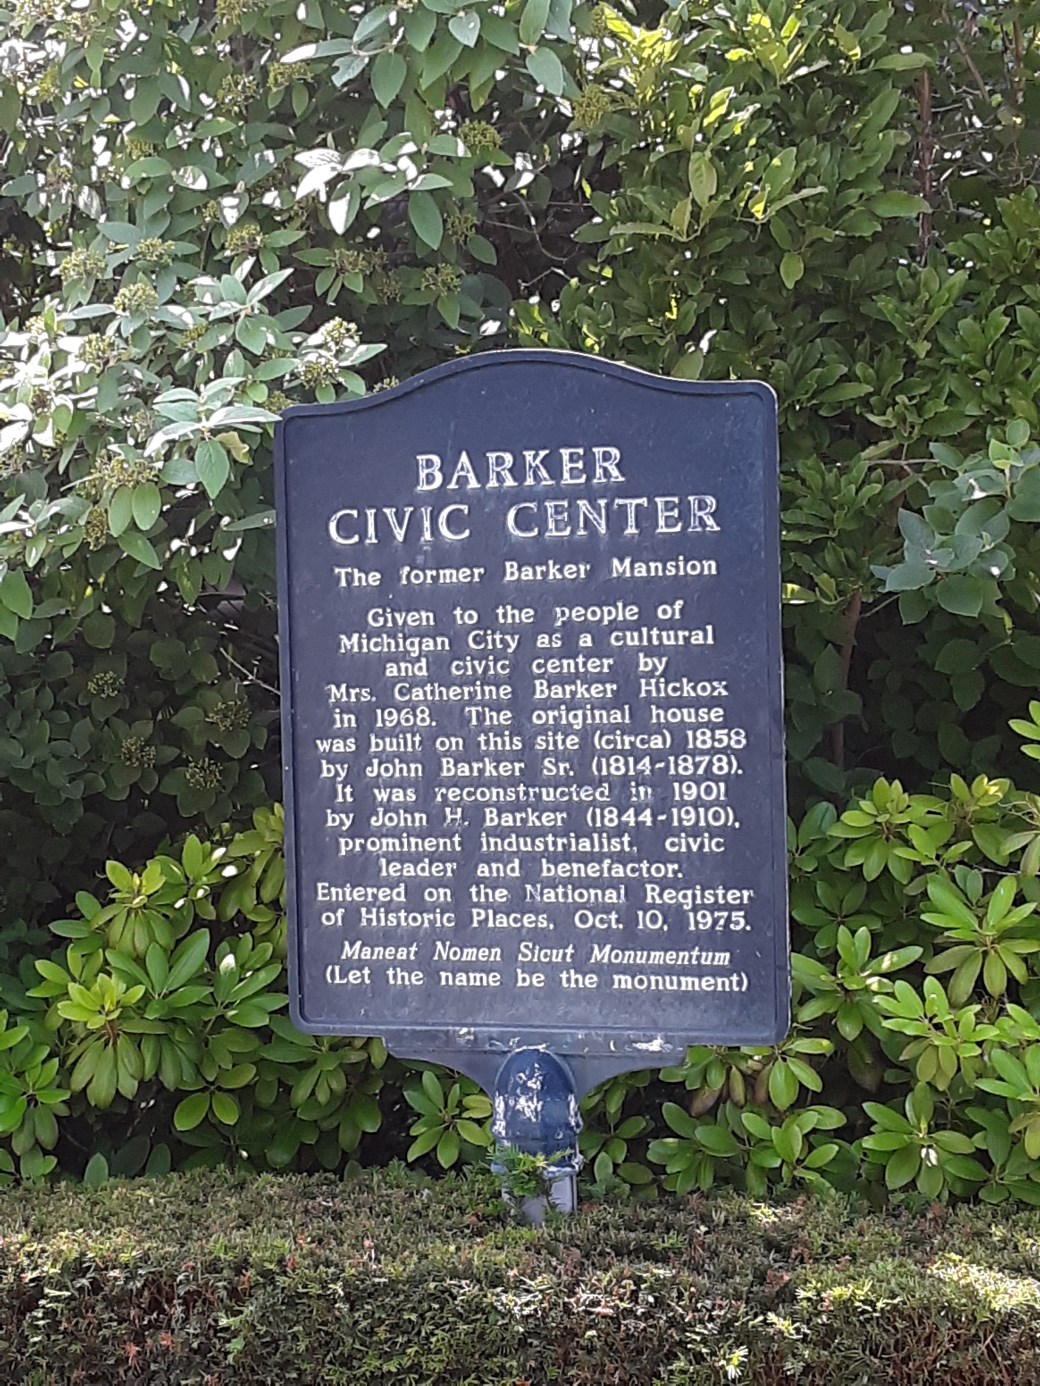 BARKER
CIVIC CENTER
The former Barker Mansion
Given to the people of
Michigan City as a cultural
and civic center by
Mrs. Catherine Barker Hickox
in 1968. The original house
was built on this site (circa) 1858
by John Barker Sr. (1814-1878).
It was reconstructed in 1901
by John H. Barker (1844-1910),
prominent industrialist, civic
leader and benefactor.
Entered on the National Register
of Historic Places, Oct. 10, 1975.
Maneat Nomen Sicut Monumentum
(Let the name be the monument)